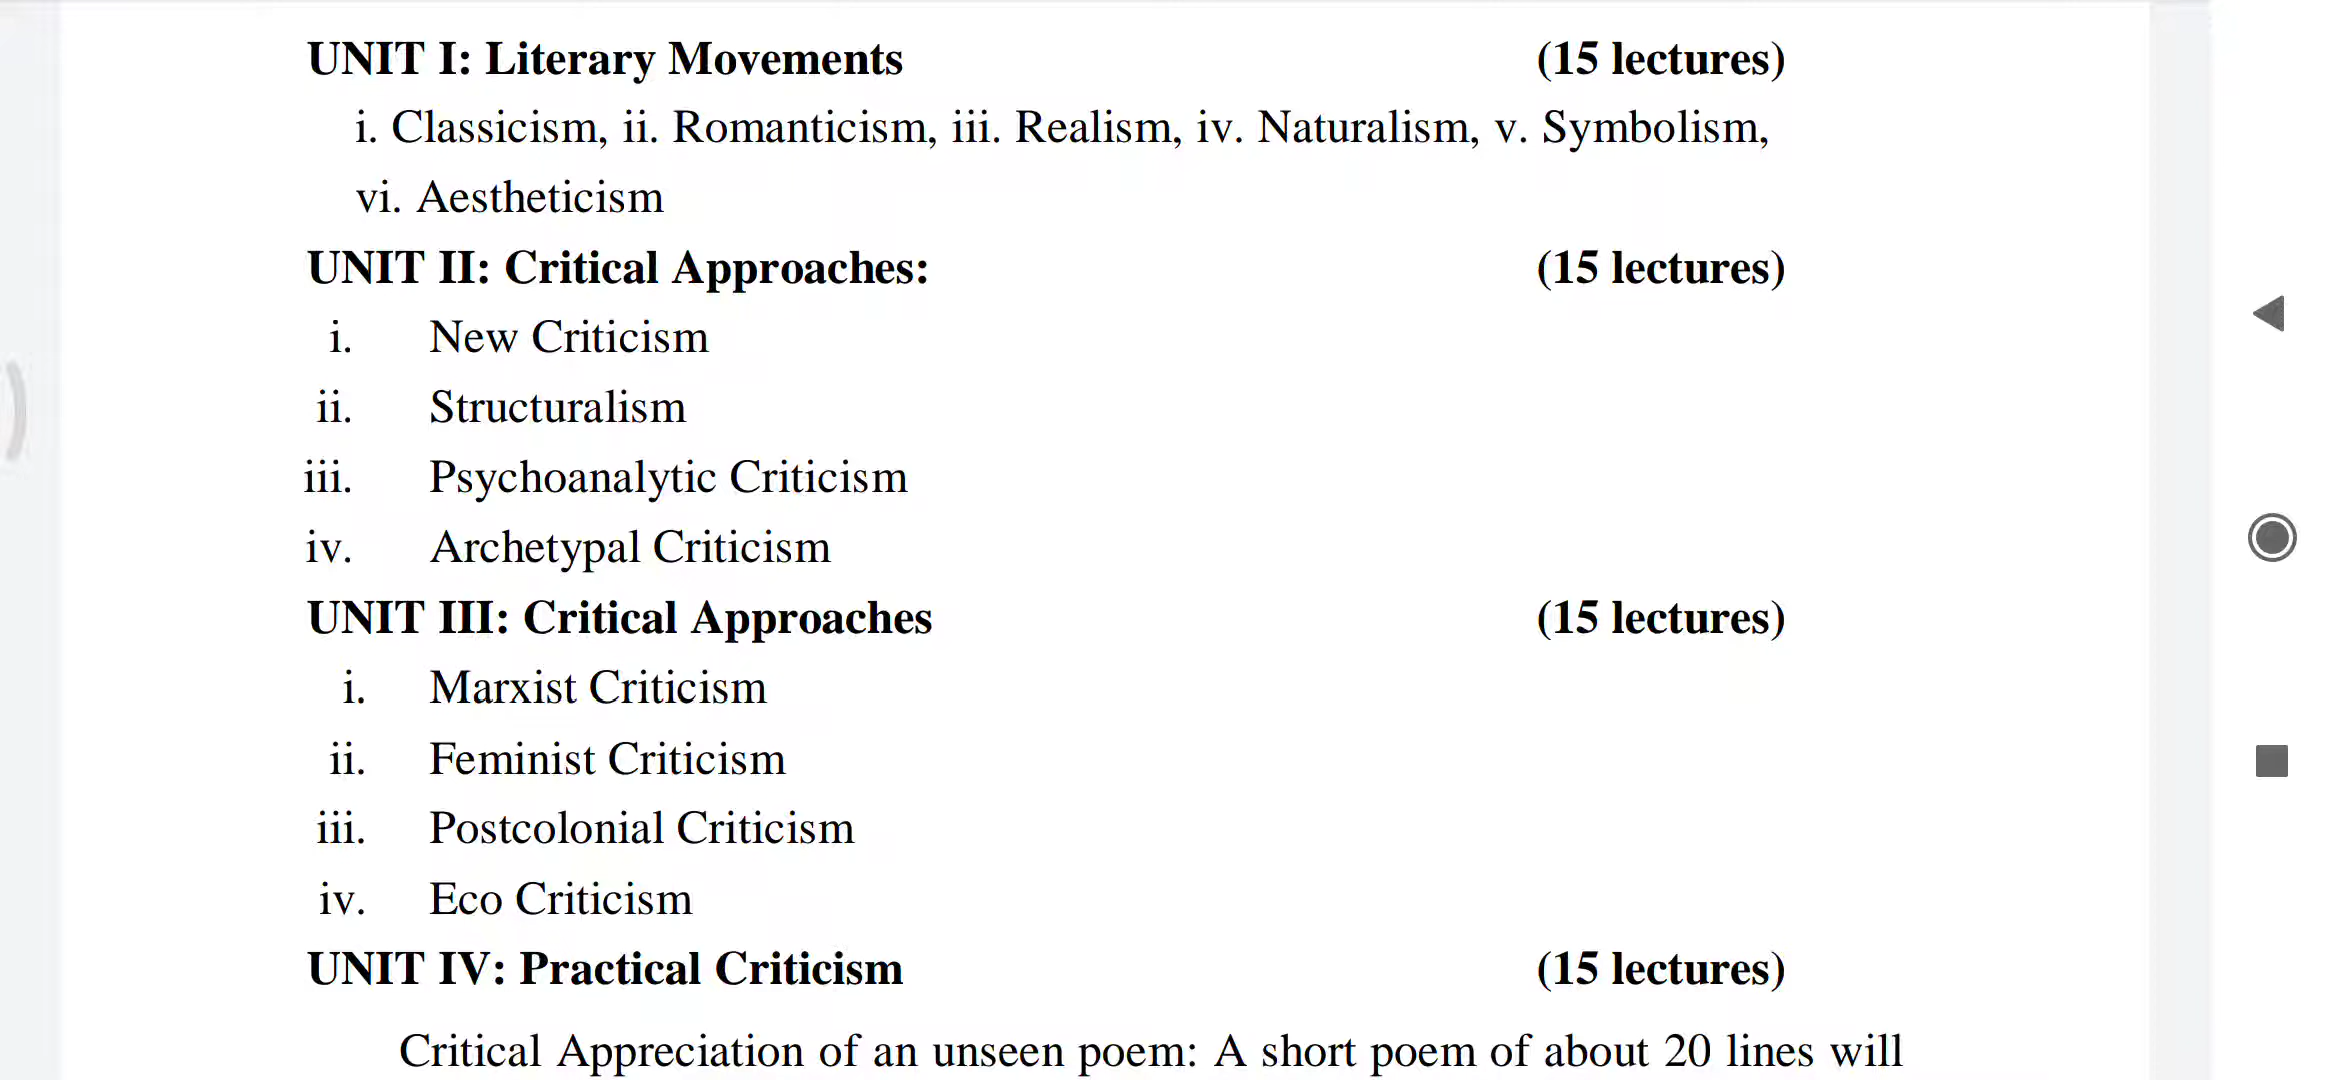 UNIT I: Literary Movements (15 lectures)
i. Classicism, ii. Romanticism, iii. Realism, iv. Naturalism, v. Symbolism,
vi. Aestheticism
UNIT II: Critical Approaches: (15 lectures)
i. New Criticism
ii. Structuralism
iii. Psychoanalytic Criticism
iv. Archetypal Criticism
UNIT III: Critical Approaches (15 lectures)
i. Marxist Criticism
ii. Feminist Criticism
iii. Postcolonial Criticism
iv. Eco Criticism
UNIT IV: Practical Criticism (15 lectures)
Critical Appreciation of an unseen poem: A short poem of about 20 lines will